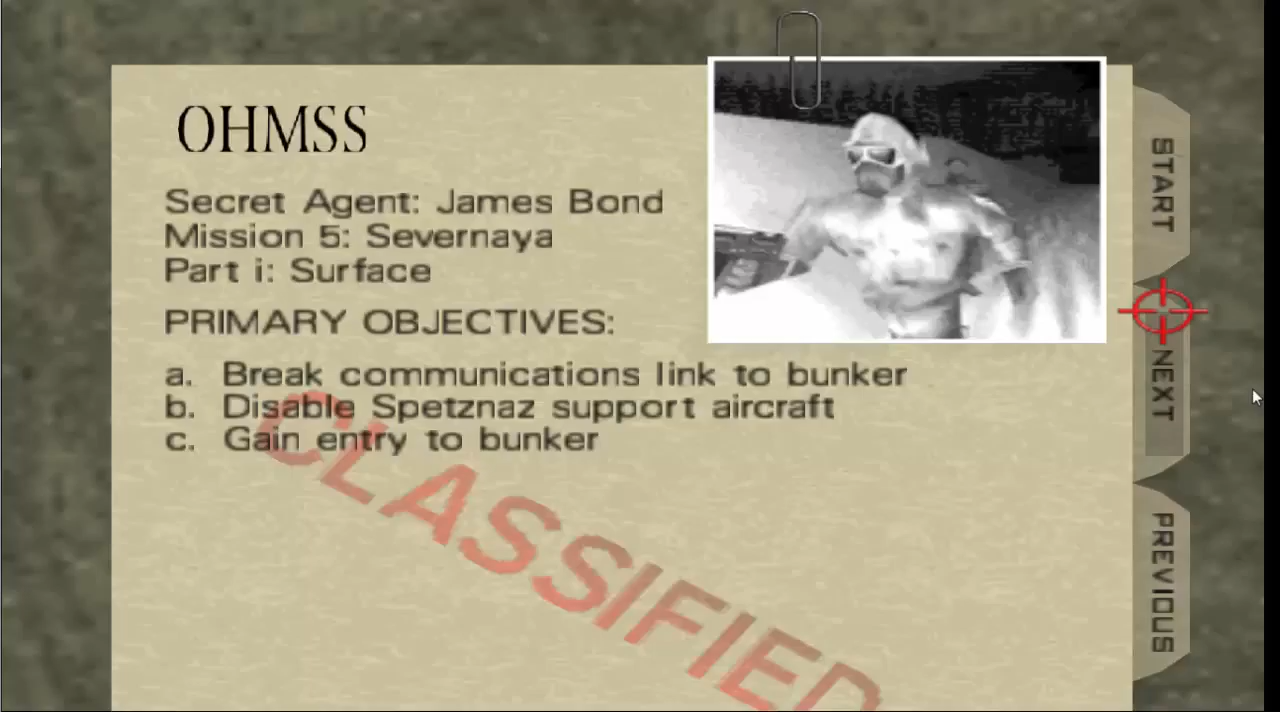 OHMSS
Secret Agent: James Bond
Mission 5: Severnaya
Part i: Surface
PRIMARY OBJECTIVES:
a. Break communications link to bunker
b. Disable Spetznaz support aircraft
c. Gain entry to bunker
CLASSIFIED
START
NEXT
PREVIOUS